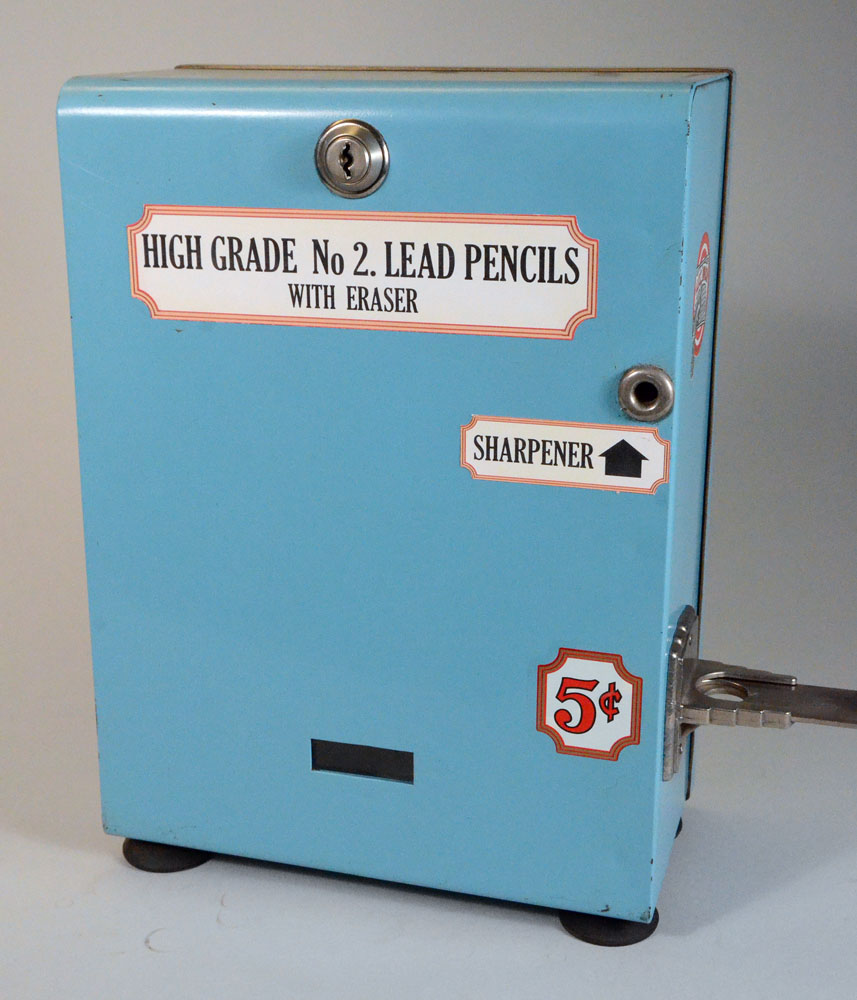 HIGH GRADE No 2. LEAD PENCILS
WITH ERASER
SHARPENER
5¢